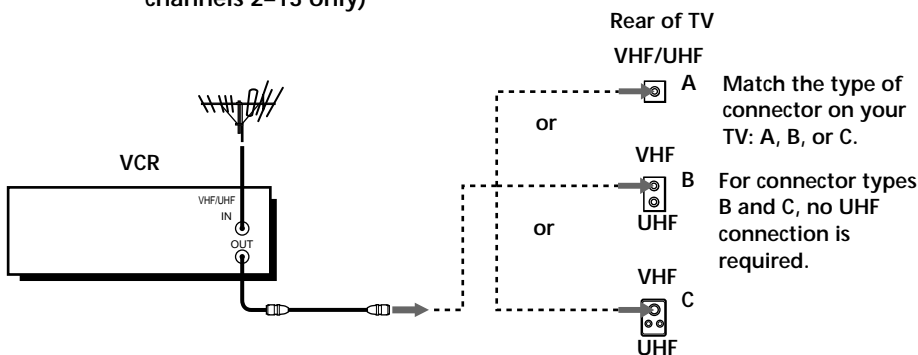 channels 2–13 only)
Rear of TV
VHF/UHF
A
Match the type of
connector on your
TV: A, B, or C.
or
VCR
VHF
B
For connector types
B and C, no UHF
connection is
required.
VHF/UHF
IN
OUT
UHF
or
VHF
C
UHF